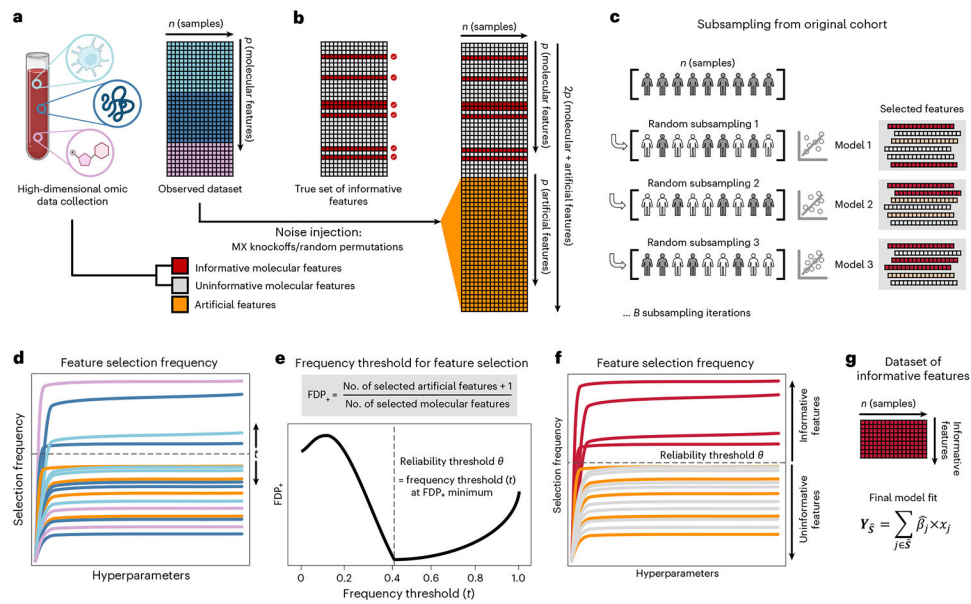 a
n (samples)
p (molecular features)
High-dimensional omic
data collection
Observed dataset
b
n (samples)
p (molecular features)
2p (molecular + artificial features)
p (artificial features)
True set of informative
features
Noise injection:
MX knockoffs/random permutations
Informative molecular features
Uninformative molecular features
Artificial features
c
Subsampling from original cohort
n (samples)
Selected features
Random subsampling 1
Model 1
Random subsampling 2
Model 2
Random subsampling 3
Model 3
... B subsampling iterations
d
Feature selection frequency
Selection frequency
t
Hyperparameters
e
Frequency threshold for feature selection
FDP+ = No. of selected artificial features + 1
No. of selected molecular features
FDP+
Reliability threshold θ
= frequency threshold (t)
at FDP+ minimum
0 0.2 0.4 0.6 0.8 1.0
Frequency threshold (t)
f
Feature selection frequency
Selection frequency
Reliability threshold θ
Informative
features
Uninformative
features
Hyperparameters
g
Dataset of
informative features
n (samples)
Informative
features
Final model fit
Y_Ŝ = ∑_{j∈Ŝ} β̂_j × x_j